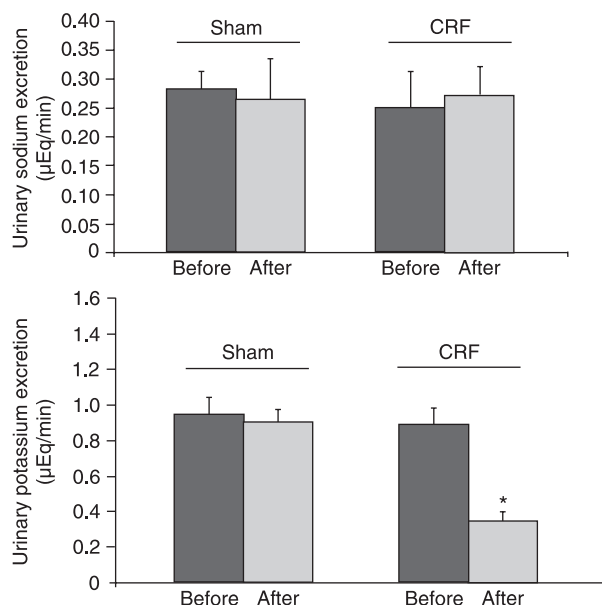 Urinary sodium excretion
(µEq/min)
0.40
0.35
0.30
0.25
0.20
0.15
0.10
0.05
0
Sham
CRF
Before After
Before After
Urinary potassium excretion
(µEq/min)
1.6
1.4
1.2
1.0
0.8
0.6
0.4
0.2
0
Sham
CRF
*
Before After
Before After